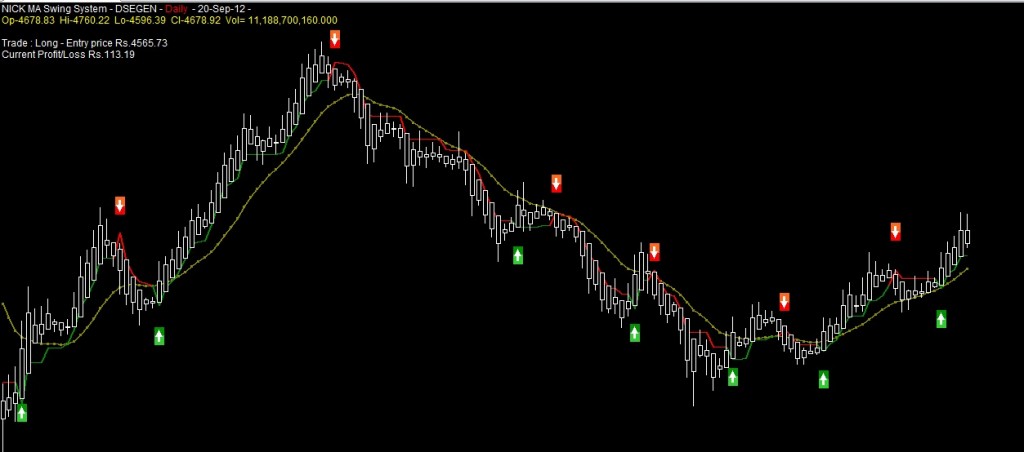 NICK MA Swing System - DSEGEN - Daily - 20-Sep-12 -
Op-4678.83 Hi-4760.22 Lo-4596.39 Cl-4678.92 Vol= 11,188,700,160.000
Trade : Long - Entry price Rs.4565.73
Current Profit/Loss Rs.113.19